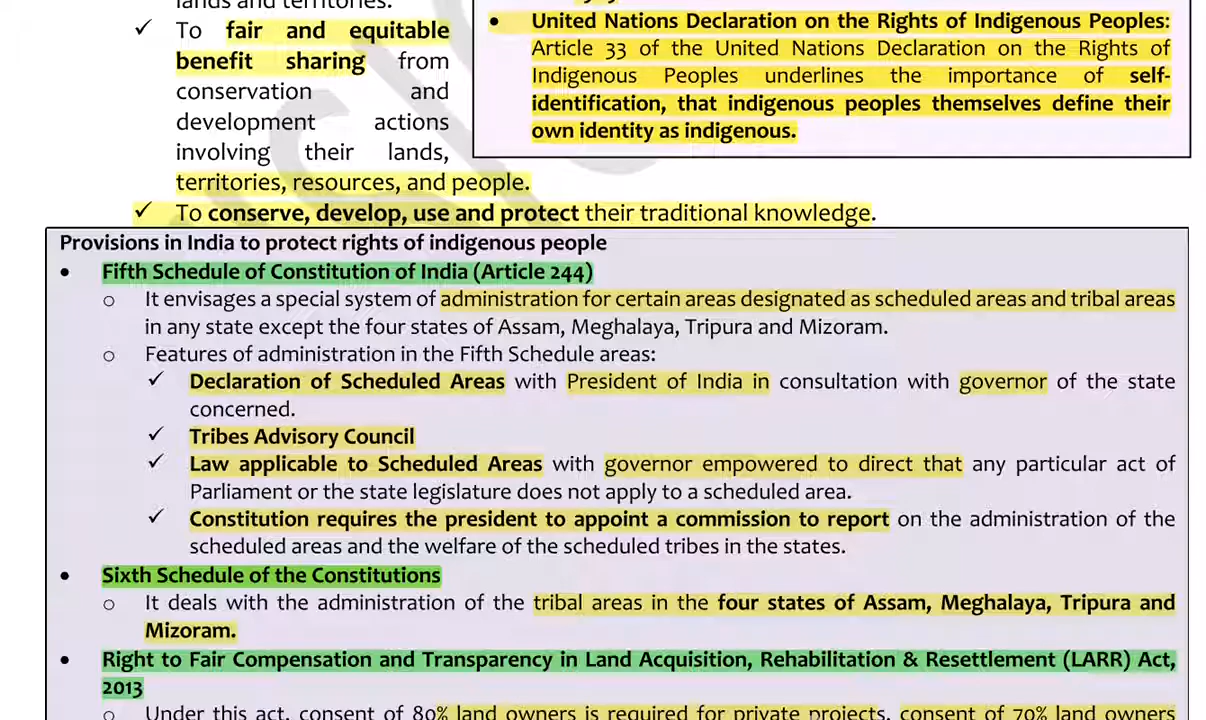 lands and territories.
✓ To fair and equitable
benefit sharing from
conservation and
development actions
involving their lands,
territories, resources, and people.
✓ To conserve, develop, use and protect their traditional knowledge.
• United Nations Declaration on the Rights of Indigenous Peoples:
Article 33 of the United Nations Declaration on the Rights of
Indigenous Peoples underlines the importance of self-
identification, that indigenous peoples themselves define their
own identity as indigenous.
Provisions in India to protect rights of indigenous people
• Fifth Schedule of Constitution of India (Article 244)
o It envisages a special system of administration for certain areas designated as scheduled areas and tribal areas
in any state except the four states of Assam, Meghalaya, Tripura and Mizoram.
o Features of administration in the Fifth Schedule areas:
✓ Declaration of Scheduled Areas with President of India in consultation with governor of the state
concerned.
✓ Tribes Advisory Council
✓ Law applicable to Scheduled Areas with governor empowered to direct that any particular act of
Parliament or the state legislature does not apply to a scheduled area.
✓ Constitution requires the president to appoint a commission to report on the administration of the
scheduled areas and the welfare of the scheduled tribes in the states.
• Sixth Schedule of the Constitutions
o It deals with the administration of the tribal areas in the four states of Assam, Meghalaya, Tripura and
Mizoram.
• Right to Fair Compensation and Transparency in Land Acquisition, Rehabilitation & Resettlement (LARR) Act,
2013
o Under this act, consent of 80% land owners is required for private projects, consent of 70% land owners